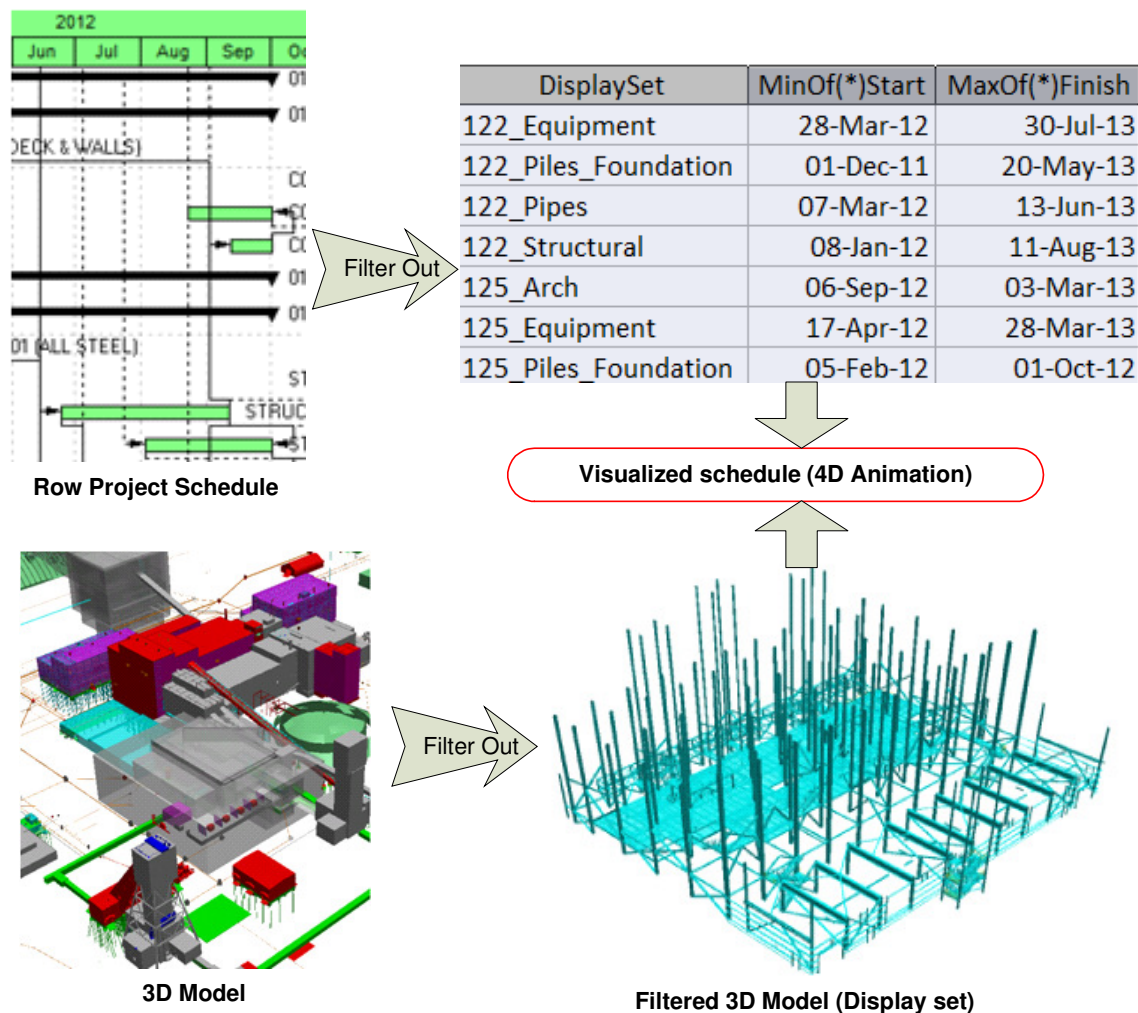 2012
Jun Jul Aug Sep
01
01
DECK & WALLS)
01
01
01 (ALL STEEL)
ST
STRUC
ST
Row Project Schedule
Filter Out
DisplaySet MinOf(*)Start MaxOf(*)Finish
122_Equipment 28-Mar-12 30-Jul-13
122_Piles_Foundation 01-Dec-11 20-May-13
122_Pipes 07-Mar-12 13-Jun-13
122_Structural 08-Jan-12 11-Aug-13
125_Arch 06-Sep-12 03-Mar-13
125_Equipment 17-Apr-12 28-Mar-13
125_Piles_Foundation 05-Feb-12 01-Oct-12
Visualized schedule (4D Animation)
3D Model
Filter Out
Filtered 3D Model (Display set)